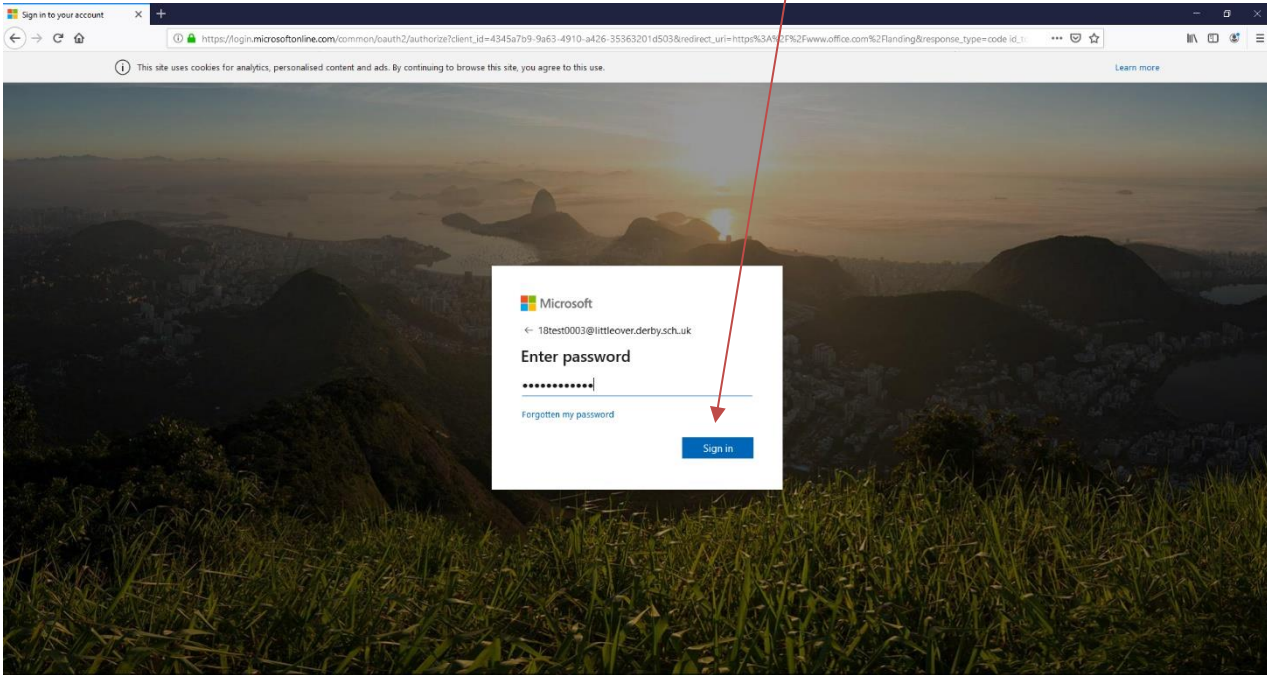 Sign in to your account
https://login.microsoftonline.com/common/oauth2/authorize?client_id=4345a7b9-9a63-4910-a426-35363201d503&redirect_uri=https%3A%2F%2Fwww.office.com%2Flanding&response_type=code id_t
This site uses cookies for analytics, personalised content and ads. By continuing to browse this site, you agree to this use.
Learn more
Microsoft
18test0003@littleover.derby.sch.uk
Enter password
Forgotten my password
Sign in